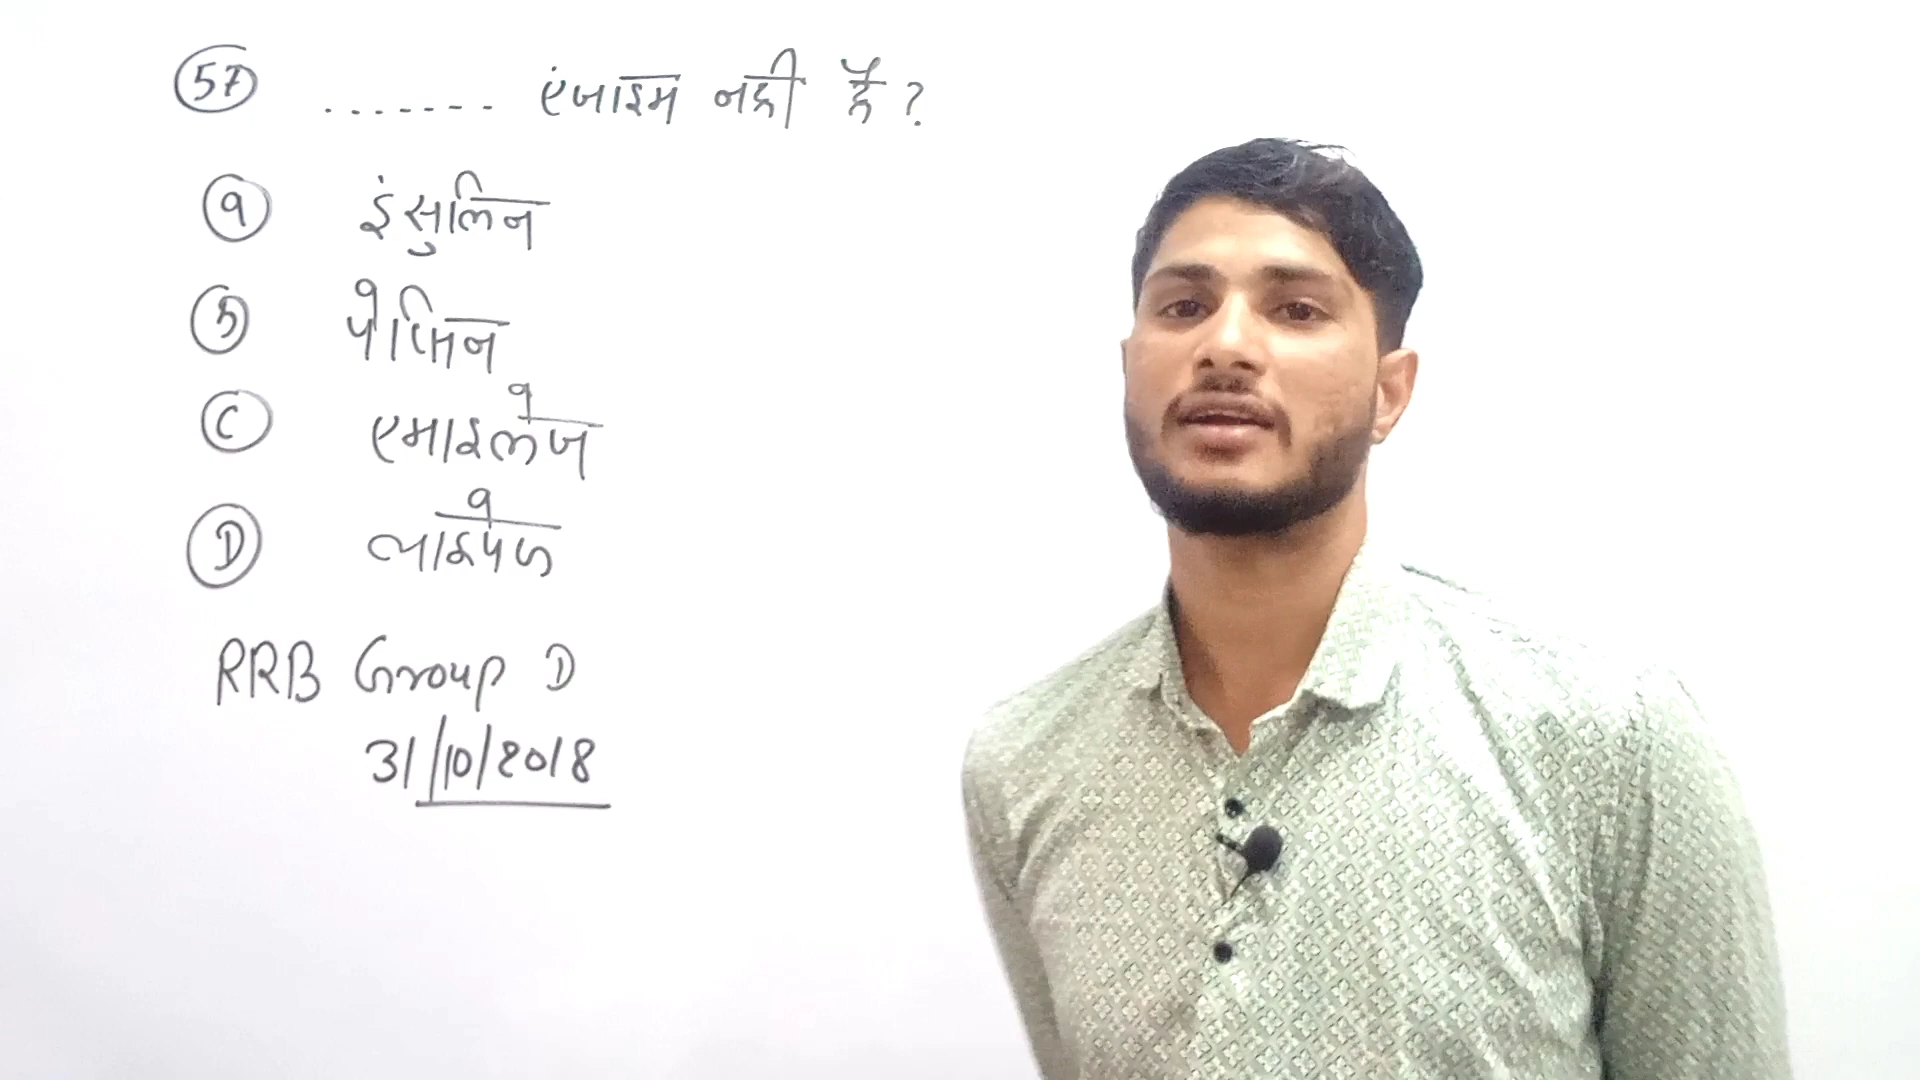 57 ....... एंजाइम नहीं है ?
a इंसुलिन
b पेप्सिन
C एमाइलेज
D लाइपेज
RRB Group D
31/10/2018